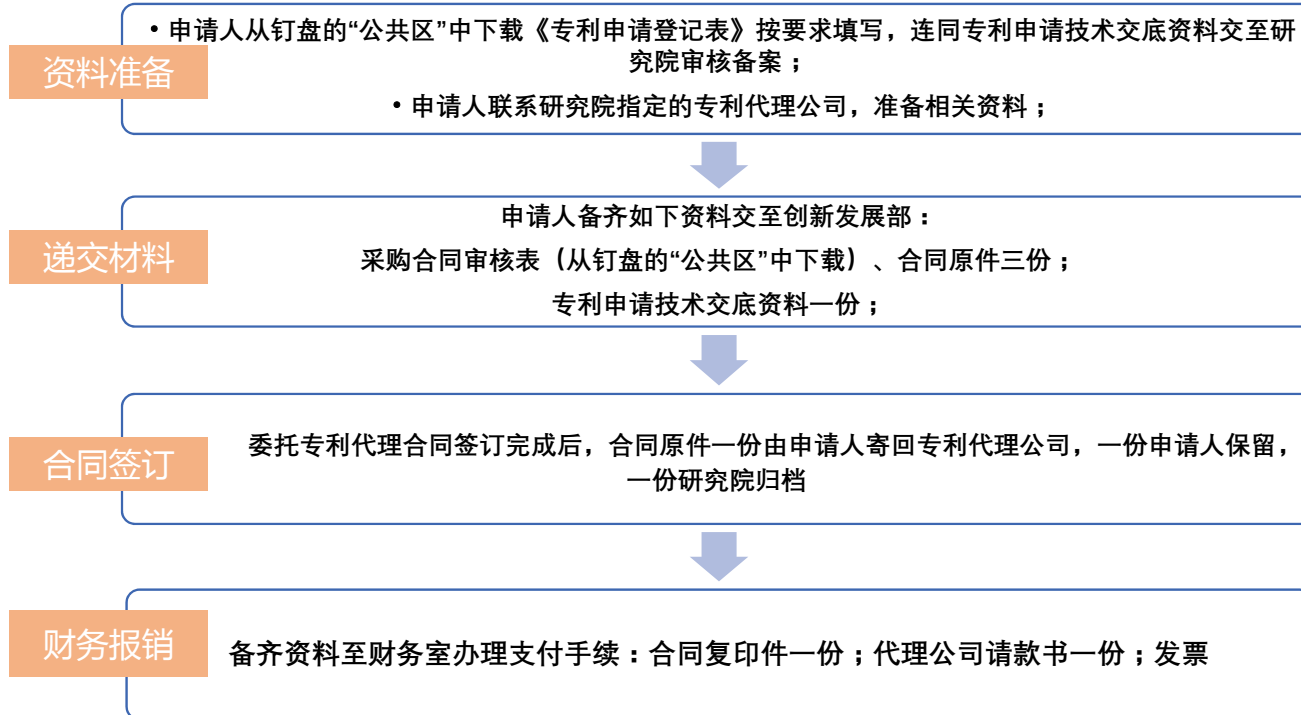 • 申请人从钉盘的“公共区”中下载《专利申请登记表》按要求填写，连同专利申请技术交底资料交至研
究院审核备案；
资料准备
• 申请人联系研究院指定的专利代理公司，准备相关资料；
申请人备齐如下资料交至创新发展部：
递交材料
采购合同审核表（从钉盘的“公共区”中下载）、合同原件三份；
专利申请技术交底资料一份；
合同签订
委托专利代理合同签订完成后，合同原件一份由申请人寄回专利代理公司，一份申请人保留，
一份研究院归档
财务报销
备齐资料至财务室办理支付手续：合同复印件一份；代理公司请款书一份；发票